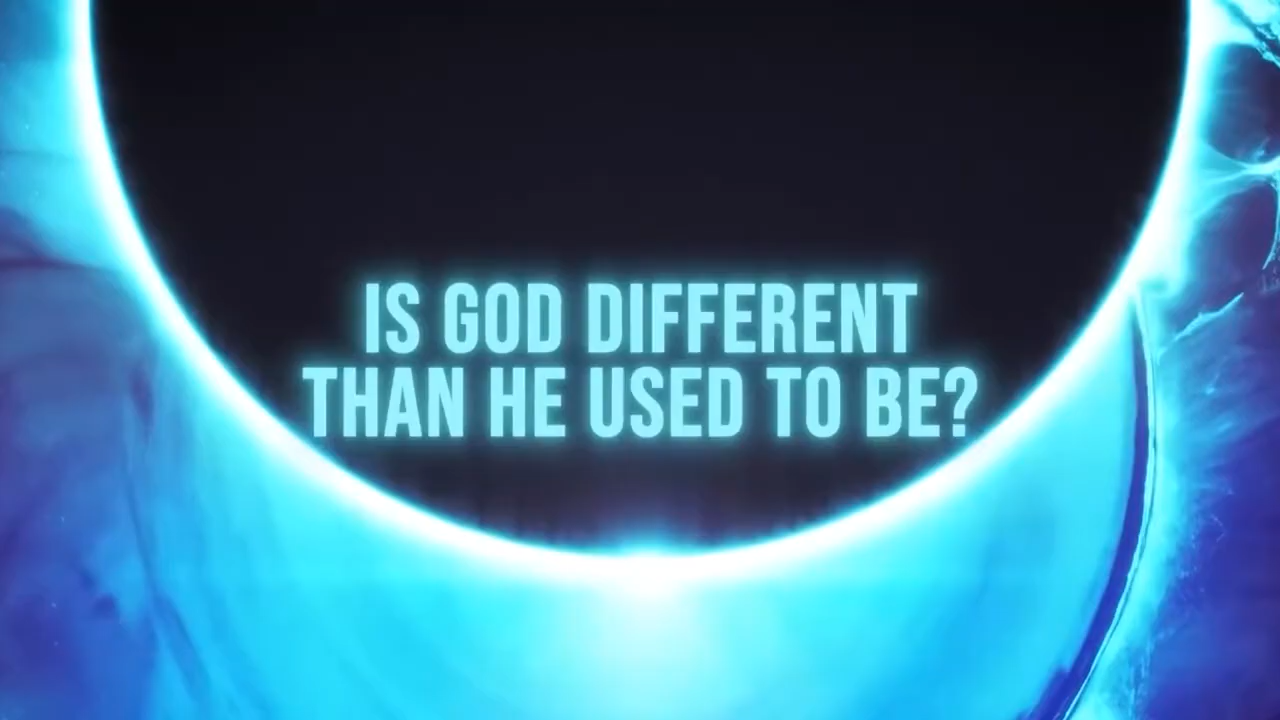 IS GOD DIFFERENT
THAN HE USED TO BE?